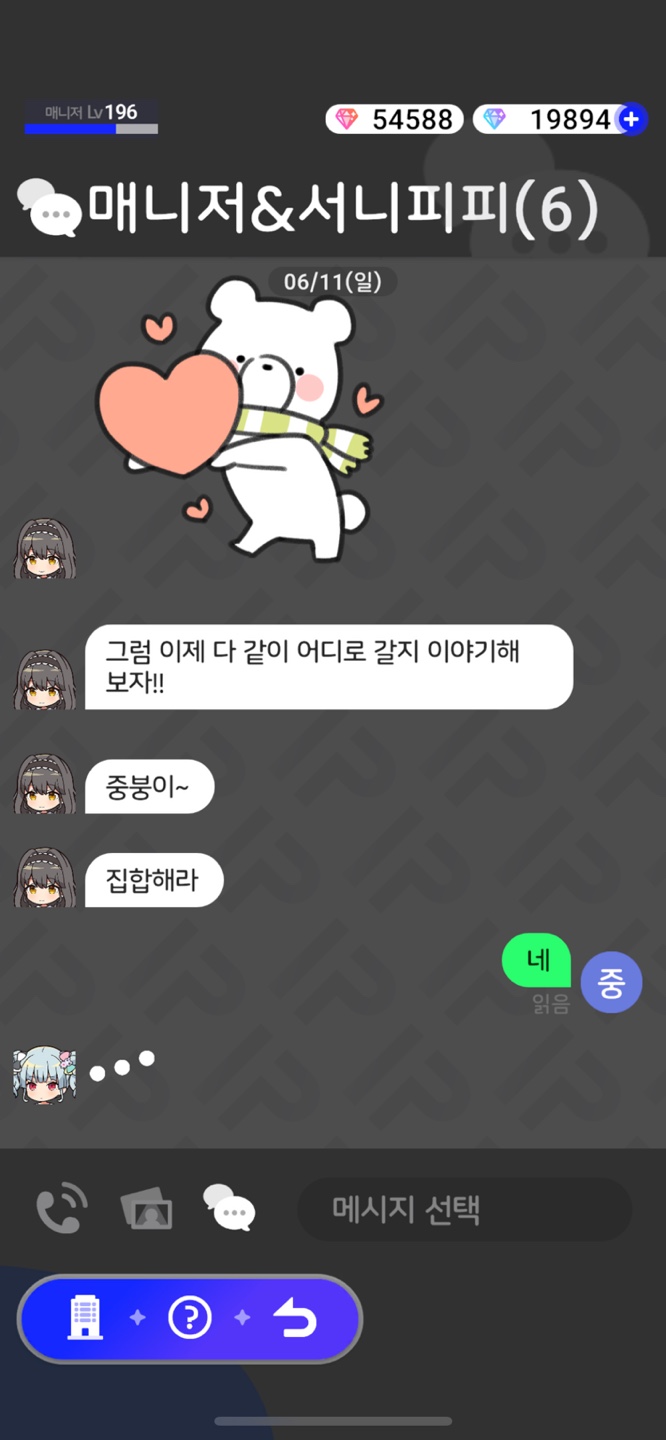 매니저 Lv196
54588
19894
매니저&서니피피(6)
06/11(일)
그럼 이제 다 같이 어디로 갈지 이야기해
보자!!
중붕이~
집합해라
네
중
읽음
메시지 선택